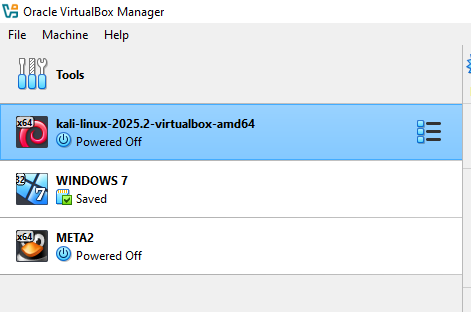 Oracle VirtualBox Manager
File Machine Help
Tools
x64
kali-linux-2025.2-virtualbox-amd64
Powered Off
32
7
WINDOWS 7
Saved
x64
META2
Powered Off